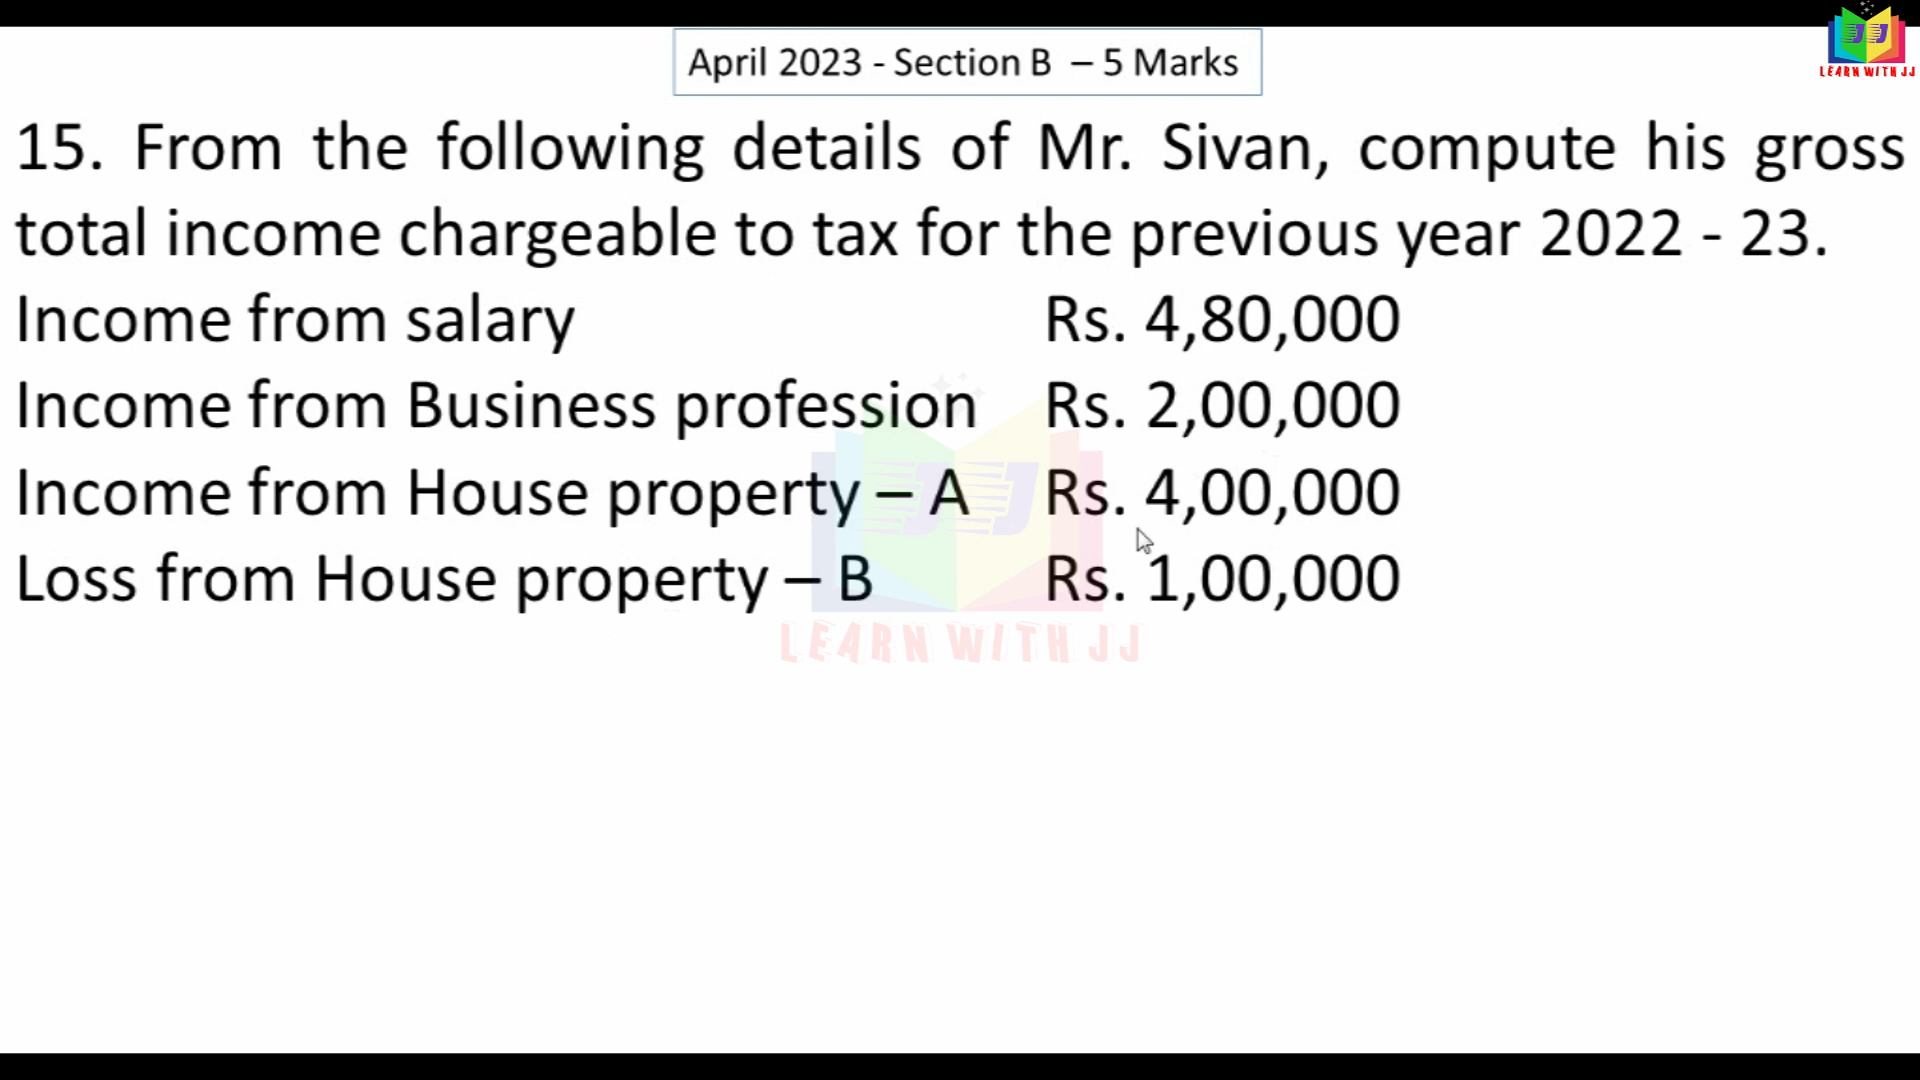 April 2023 - Section B – 5 Marks
JJ
LEARN WITH JJ
15. From the following details of Mr. Sivan, compute his gross
total income chargeable to tax for the previous year 2022 - 23.
Income from salary Rs. 4,80,000
Income from Business profession Rs. 2,00,000
Income from House property – A Rs. 4,00,000
Loss from House property – B Rs. 1,00,000
JJ
LEARN WITH JJ